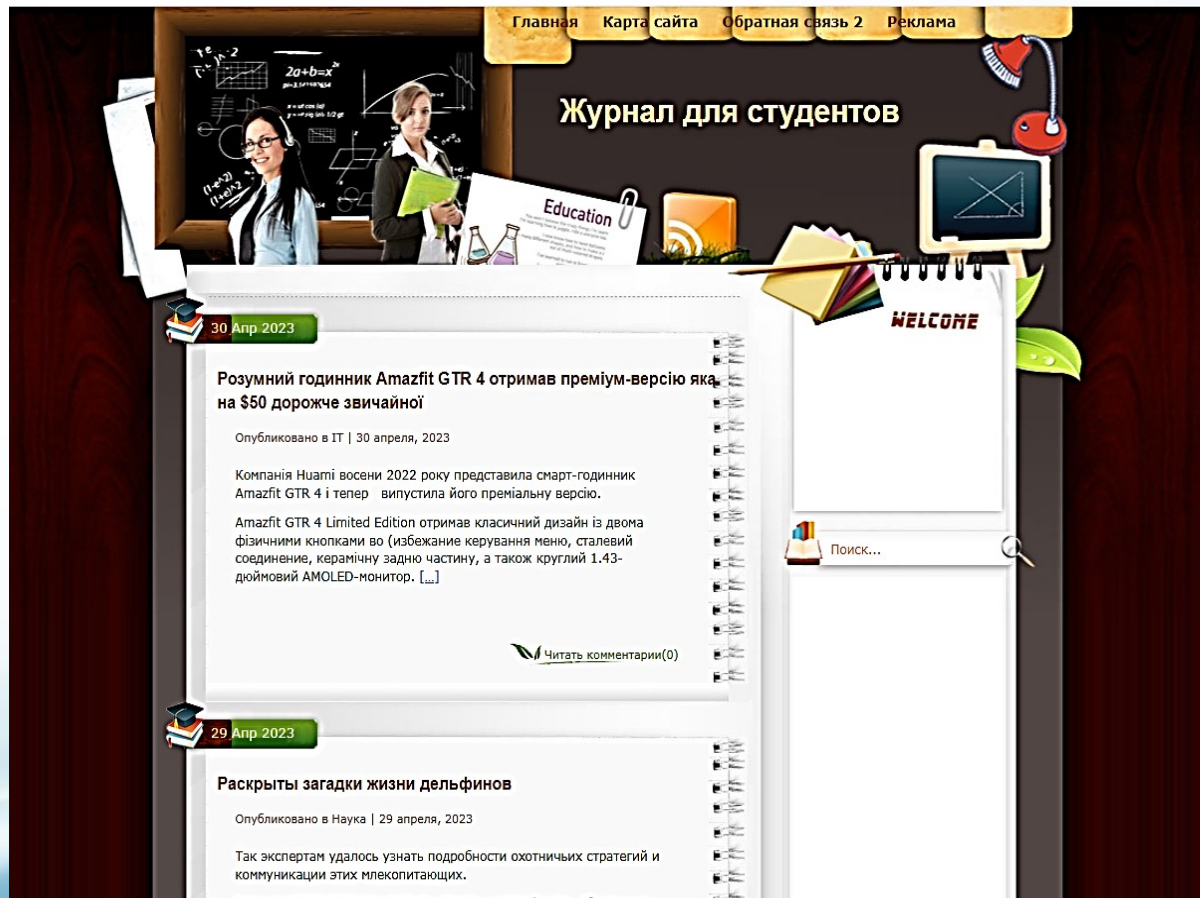 Главная Карта сайта Обратная связь 2 Реклама
2a+b=x
Журнал для студентов
Education
WELCOME
30 Апр 2023
Розумний годинник Amazfit GTR 4 отримав преміум-версію яка
на $50 дорожче звичайної
Опубликовано в IT | 30 апреля, 2023
Компанія Huami восени 2022 року представила смарт-годинник
Amazfit GTR 4 і тепер випустила його преміальну версію.
Amazfit GTR 4 Limited Edition отримав класичний дизайн із двома
фізичними кнопками во (избежание керування меню, сталевий
соединение, керамічну задню частину, а також круглий 1.43-
дюймовий AMOLED-монитор. [...]
Поиск...
Читать комментарии(0)
29 Апр 2023
Раскрыты загадки жизни дельфинов
Опубликовано в Наука | 29 апреля, 2023
Так экспертам удалось узнать подробности охотничьих стратегий и
коммуникации этих млекопитающих.